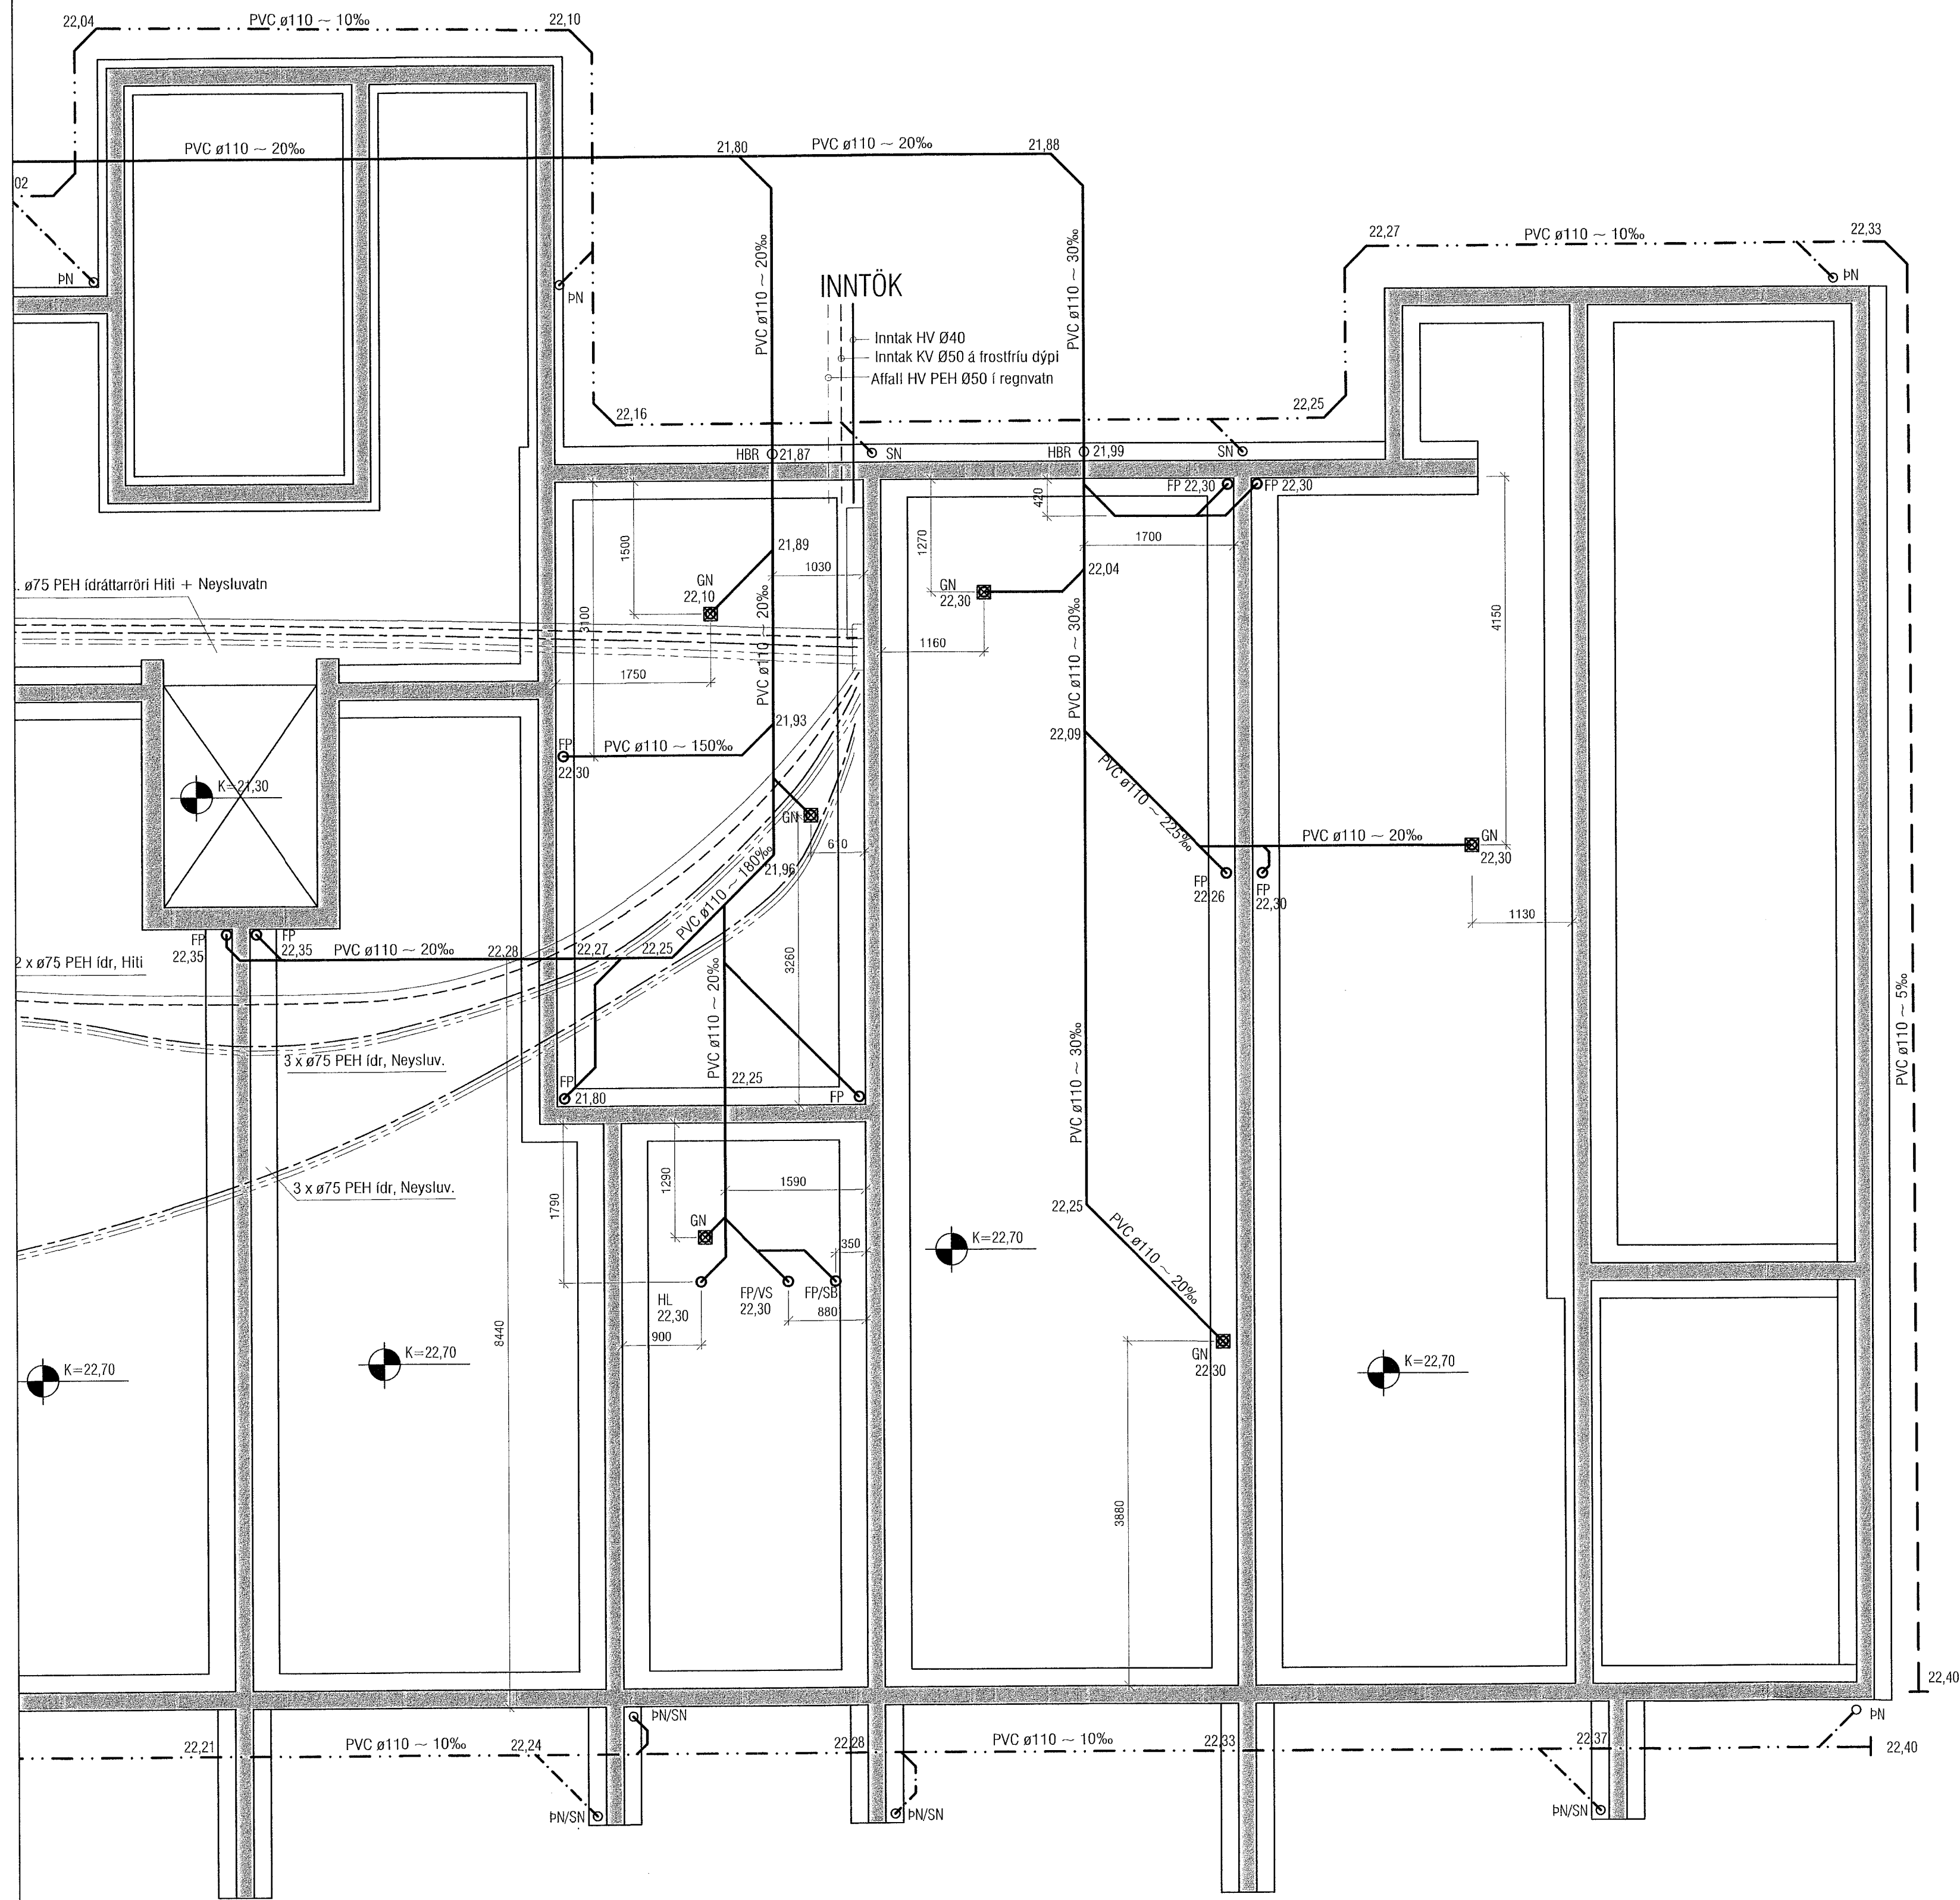 22,04
PVC ø110 ~ 10‰
22,10
PVC ø110 ~ 20‰
21,80
PVC ø110 ~ 20‰
21,88
02
ÞN
ÞN
PVC ø110 ~ 20‰
PVC ø110 ~ 30‰
22,27
PVC ø110 ~ 10‰
22,33
ÞN
INNTÖK
Inntak HV Ø40
Inntak KV Ø50 á frostfríu dýpi
Affall HV PEH Ø50 í regnvatn
22,16
22,25
HBR
21,87
SN
HBR
21,99
SN
FP 22,30
FP 22,30
420
1500
1270
1700
21,89
1030
22,04
GN
22,10
GN
22,30
3100
4150
. ø75 PEH ídráttarröri Hiti + Neysluvatn
PVC ø110 ~ 20‰
PVC ø110 ~ 30‰
1160
1750
21,93
22,09
FP
PVC ø110 ~ 150‰
22,30
K=21,30
GN
610
PVC ø110 ~ 225‰
PVC ø110 ~ 20‰
GN
22,30
21,96
PVC ø110 ~ 180‰
FP
22,26
FP
22,30
1130
FP
22,35
FP
22,35
PVC ø110 ~ 20‰
22,28
22,27
22,25
2 x ø75 PEH ídr, Hiti
3260
PVC ø110 ~ 20‰
PVC ø110 ~ 30‰
PVC ø110 ~ 5‰
3 x ø75 PEH ídr, Neysluv.
FP
21,80
22,25
FP
3 x ø75 PEH ídr, Neysluv.
1290
1790
1590
22,25
PVC ø110 ~ 20‰
GN
350
K=22,70
HL
22,30
FP/VS
22,30
FP/SB
880
900
8440
K=22,70
K=22,70
GN
22,30
K=22,70
3880
22,40
ÞN/SN
ÞN
22,21
PVC ø110 ~ 10‰
22,24
22,28
PVC ø110 ~ 10‰
22,33
22,37
22,40
ÞN/SN
ÞN/SN
ÞN/SN